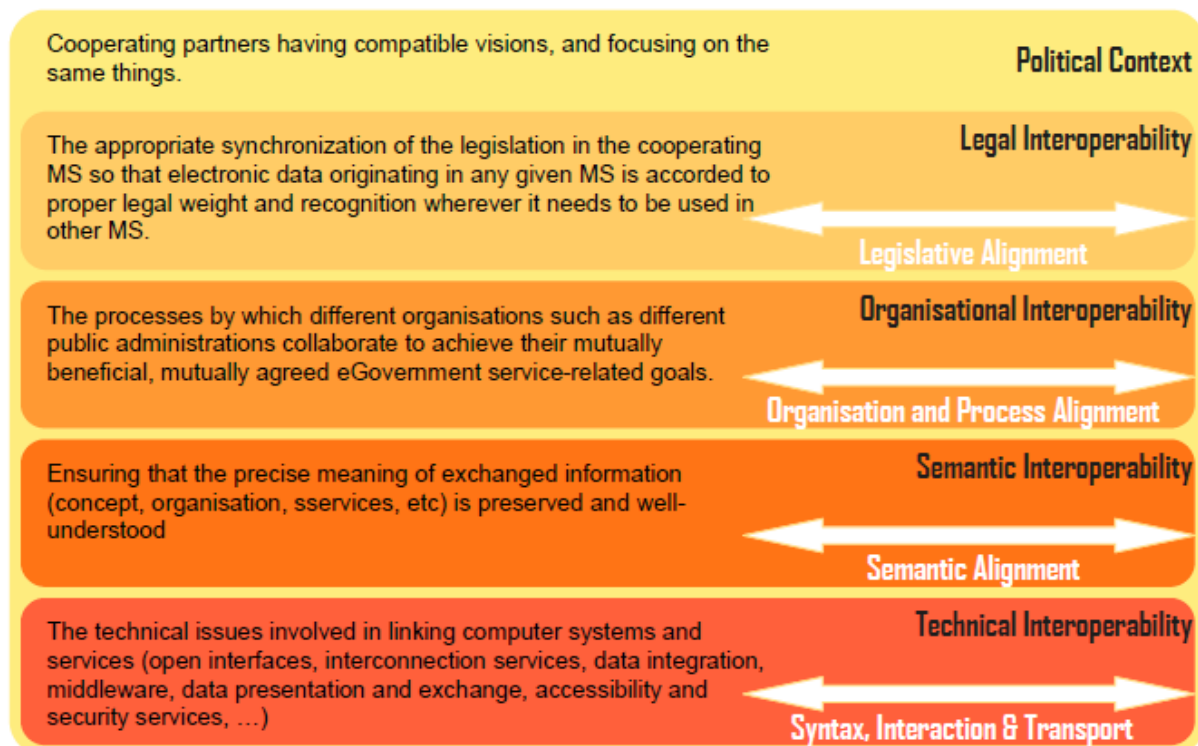 Cooperating partners having compatible visions, and focusing on the
same things.
Political Context
The appropriate synchronization of the legislation in the cooperating
MS so that electronic data originating in any given MS is accorded to
proper legal weight and recognition wherever it needs to be used in
other MS.
Legal Interoperability
Legislative Alignment
The processes by which different organisations such as different
public administrations collaborate to achieve their mutually
beneficial, mutually agreed eGovernment service-related goals.
Organisational Interoperability
Organisation and Process Alignment
Ensuring that the precise meaning of exchanged information
(concept, organisation, sservices, etc) is preserved and well-
understood
Semantic Interoperability
Semantic Alignment
The technical issues involved in linking computer systems and
services (open interfaces, interconnection services, data integration,
middleware, data presentation and exchange, accessibility and
security services, …)
Technical Interoperability
Syntax, Interaction & Transport